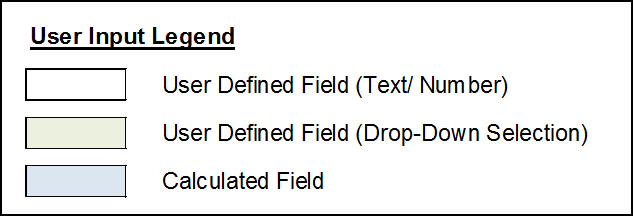 User Input Legend
User Defined Field (Text/ Number)
User Defined Field (Drop-Down Selection)
Calculated Field